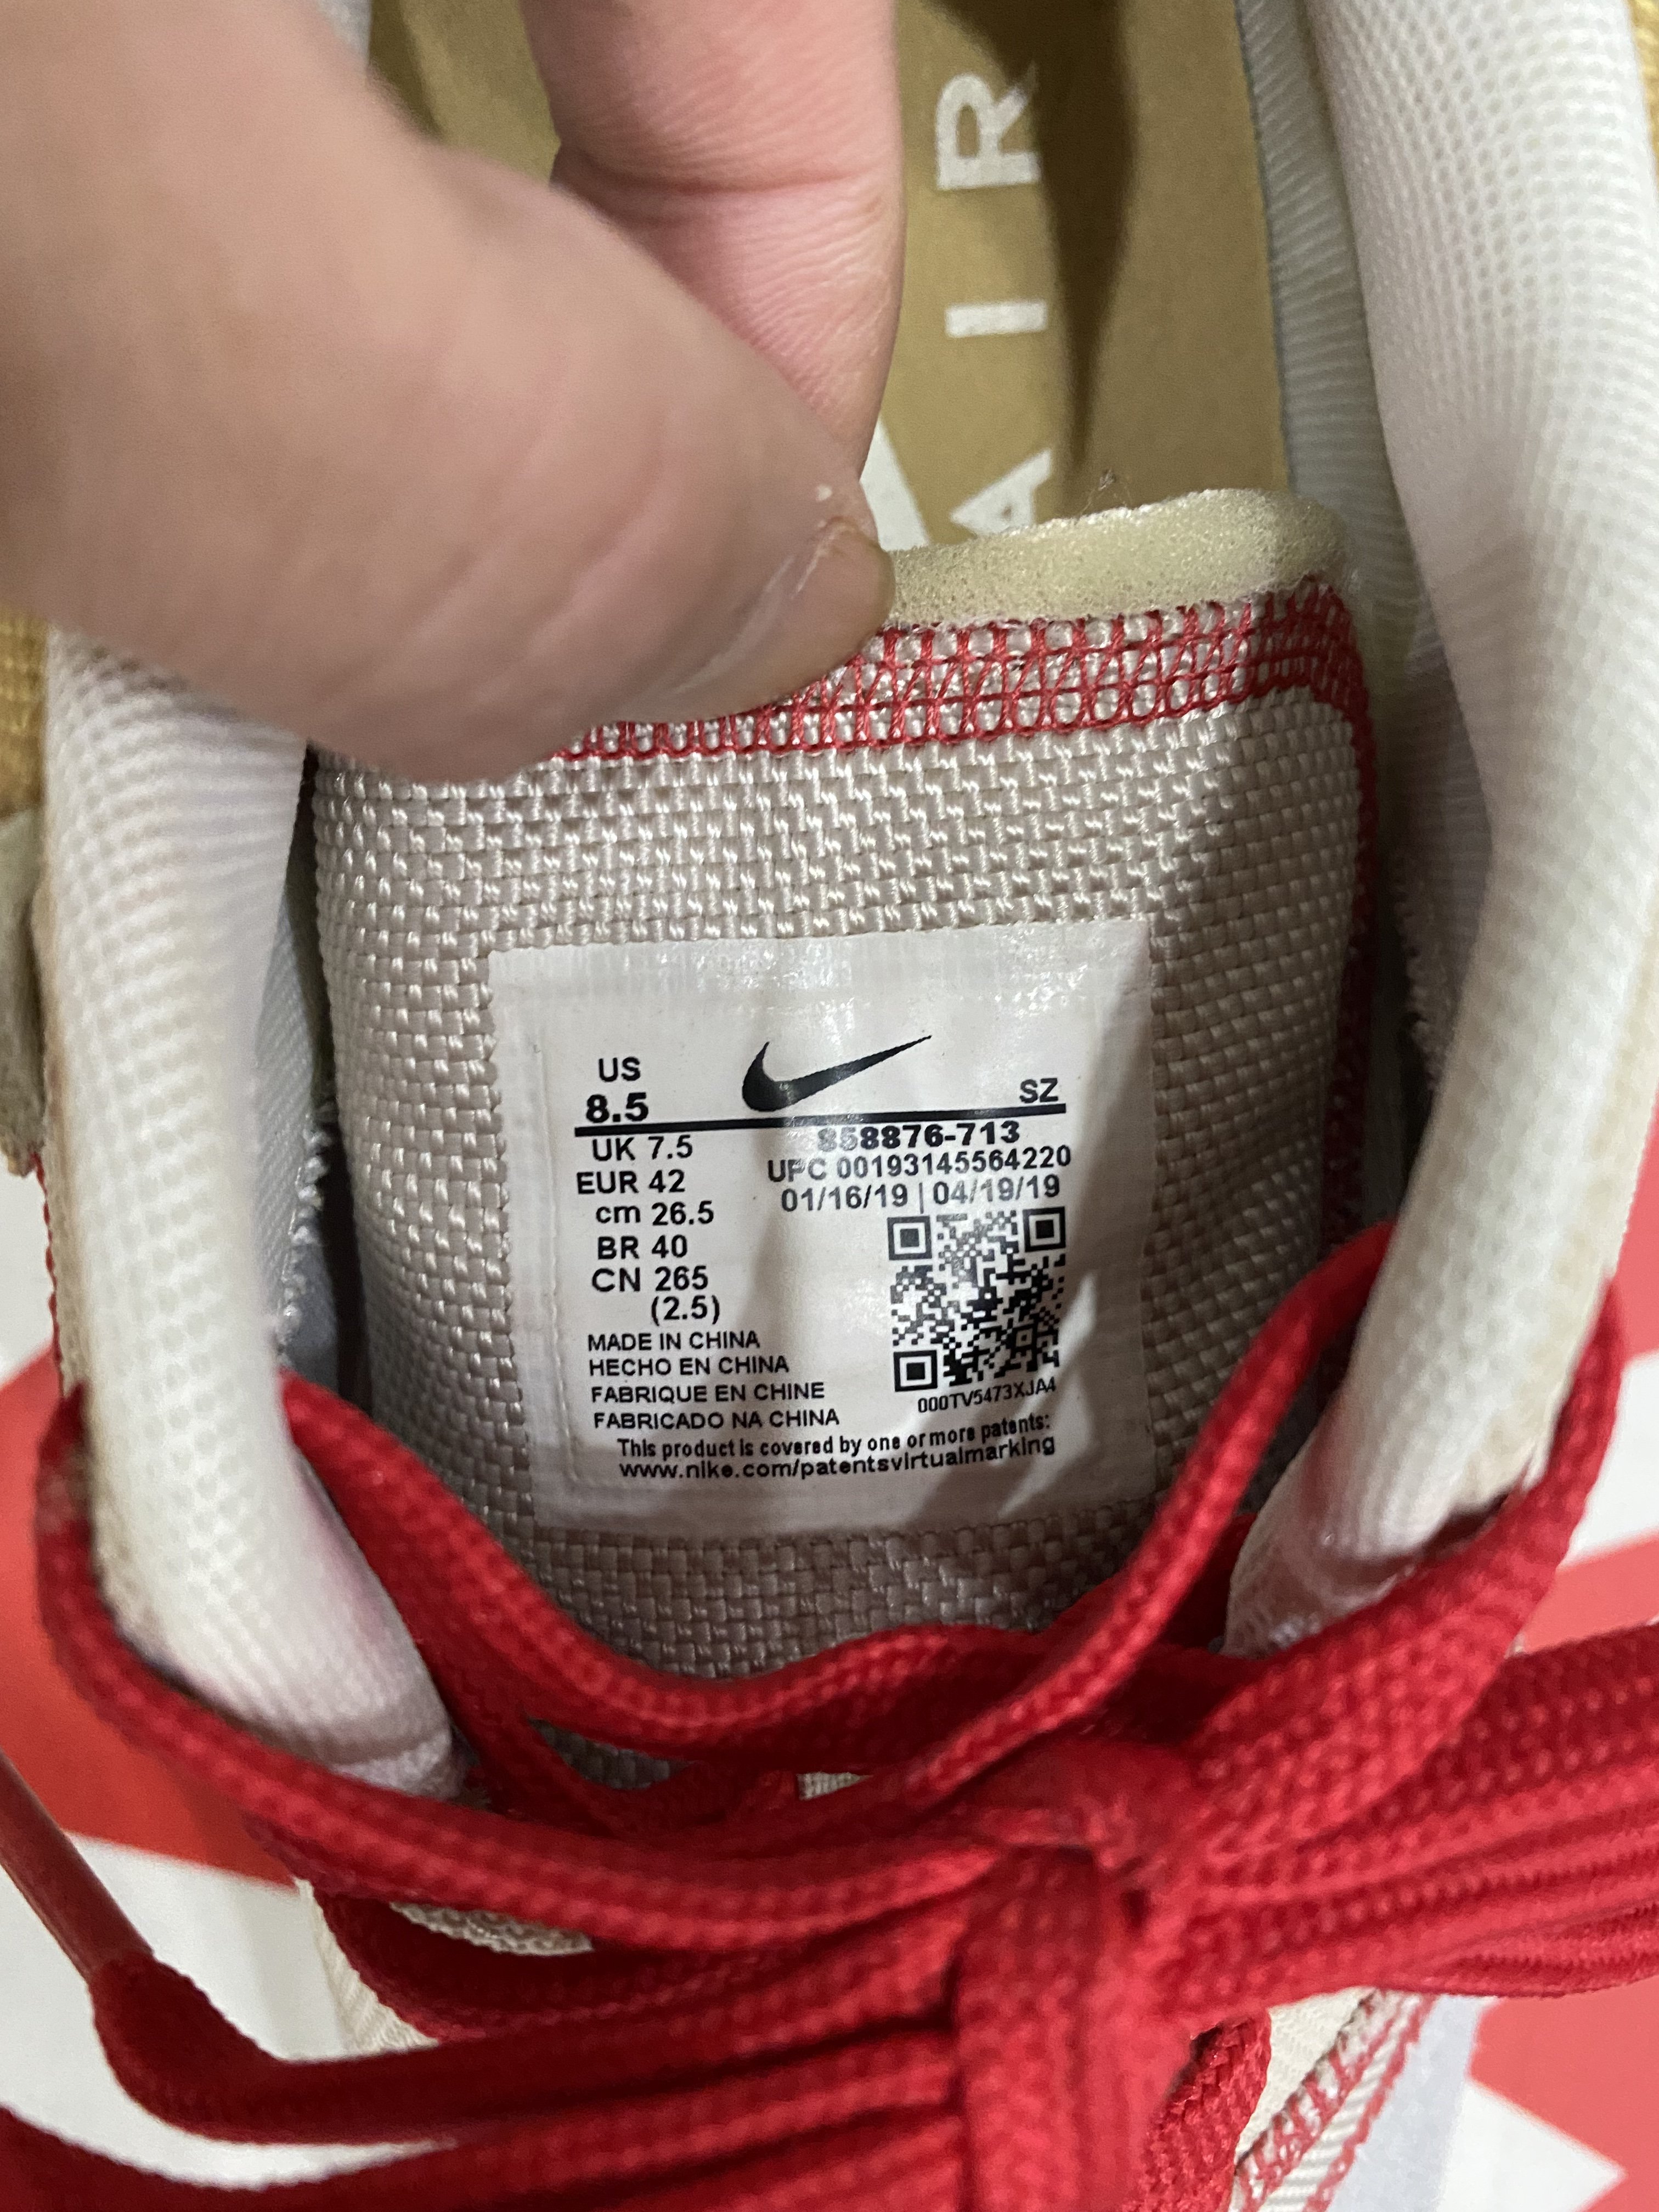 AIR
US
8.5
SZ
UK 7.5
858876-713
UPC 00193145564220
EUR 42
01/16/19 | 04/19/19
cm 26.5
BR 40
CN 265
(2.5)
MADE IN CHINA
HECHO EN CHINA
FABRIQUE EN CHINE
FABRICADO NA CHINA
000TV5473XJA4
This product is covered by one or more patents:
www.nike.com/patentsvirtualmarking